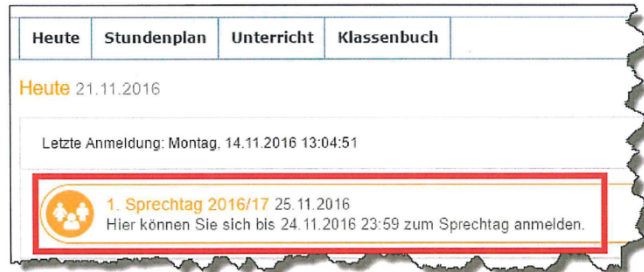 Heute Stundenplan Unterricht Klassenbuch
Heute 21.11.2016
Letzte Anmeldung: Montag, 14.11.2016 13:04:51
1. Sprechtag 2016/17 25.11.2016
Hier können Sie sich bis 24.11.2016 23:59 zum Sprechtag anmelden.